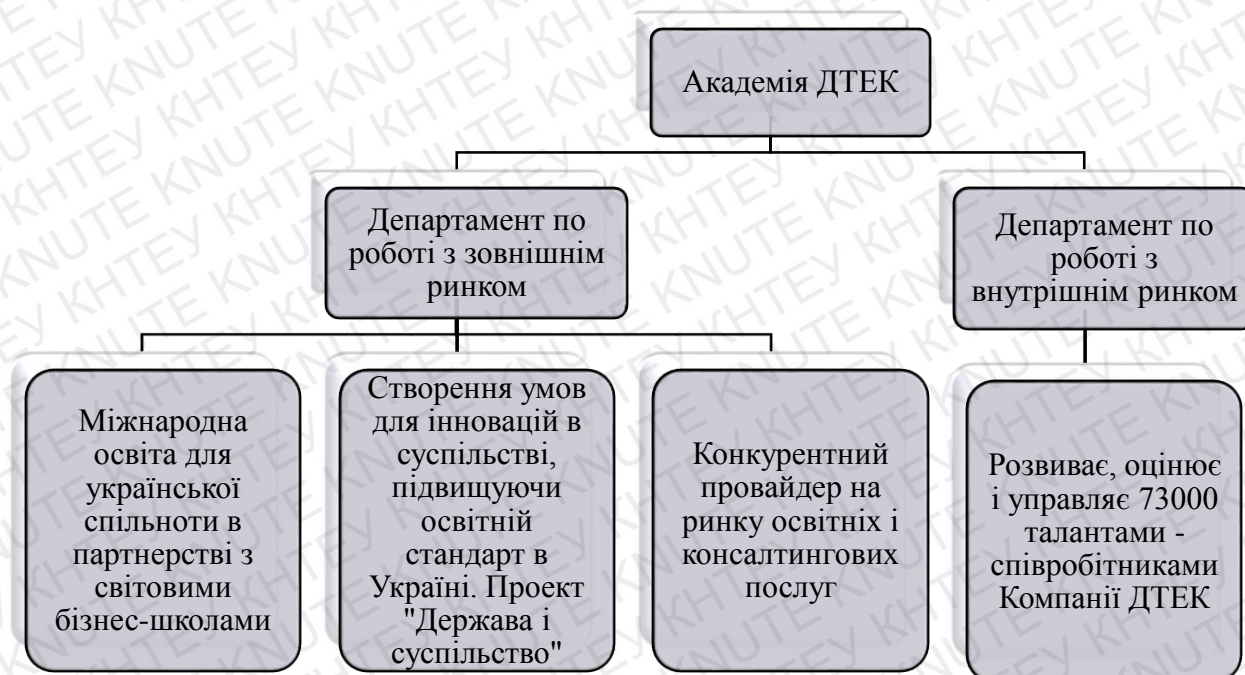 Академія ДТЕК
Департамент по
роботі з зовнішнім
ринком
Департамент по
роботі з
внутрішнім ринком
Міжнародна
освіта для
української
спільноти в
партнерстві з
світовими
бізнес-школами
Створення умов
для інновацій в
суспільстві,
підвищуючи
освітній
стандарт в
Україні. Проект
"Держава і
суспільство"
Конкурентний
провайдер на
ринку освітніх і
консалтингових
послуг
Розвиває, оцінює
і управляє 73000
талантами -
співробітниками
Компанії ДТЕК